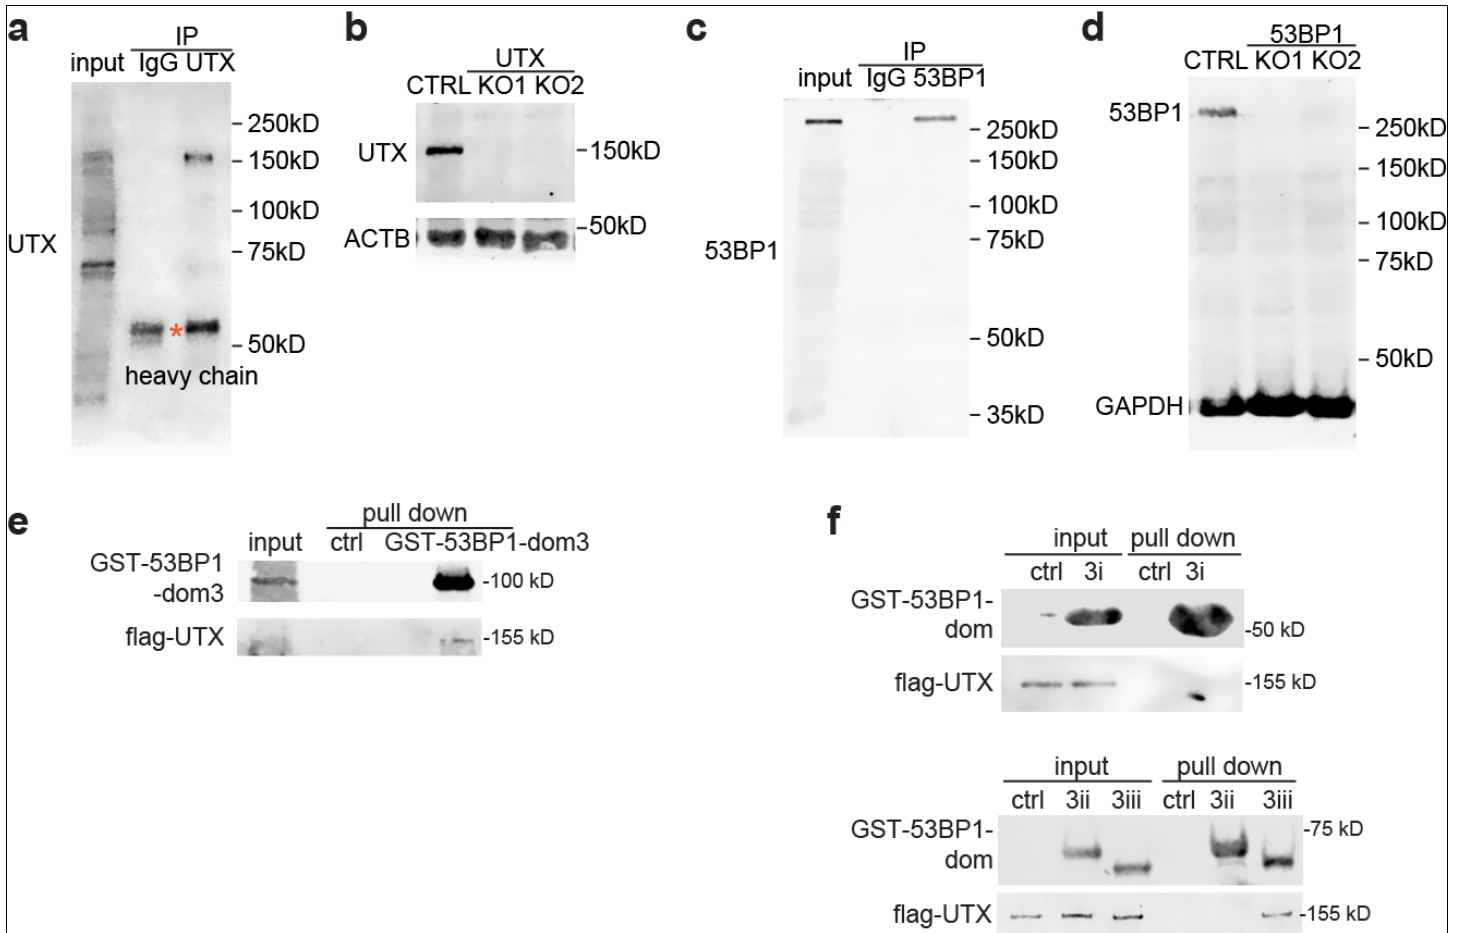 a
IP
input IgG UTX
250kD
150kD
100kD
UTX
75kD
*
50kD
heavy chain
b
UTX
CTRL KO1 KO2
UTX
150kD
50kD
ACTB
c
IP
input IgG 53BP1
250kD
150kD
100kD
75kD
53BP1
50kD
35kD
d
53BP1
CTRL KO1 KO2
53BP1
250kD
150kD
100kD
75kD
50kD
GAPDH
e
pull down
input ctrl GST-53BP1-dom3
GST-53BP1
-dom3
-100 kD
flag-UTX
-155 kD
f
input pull down
ctrl 3i ctrl 3i
GST-53BP1-
dom
-50 kD
flag-UTX
-155 kD
input pull down
ctrl 3ii 3iii ctrl 3ii 3iii
GST-53BP1-
dom
-75 kD
flag-UTX
-155 kD